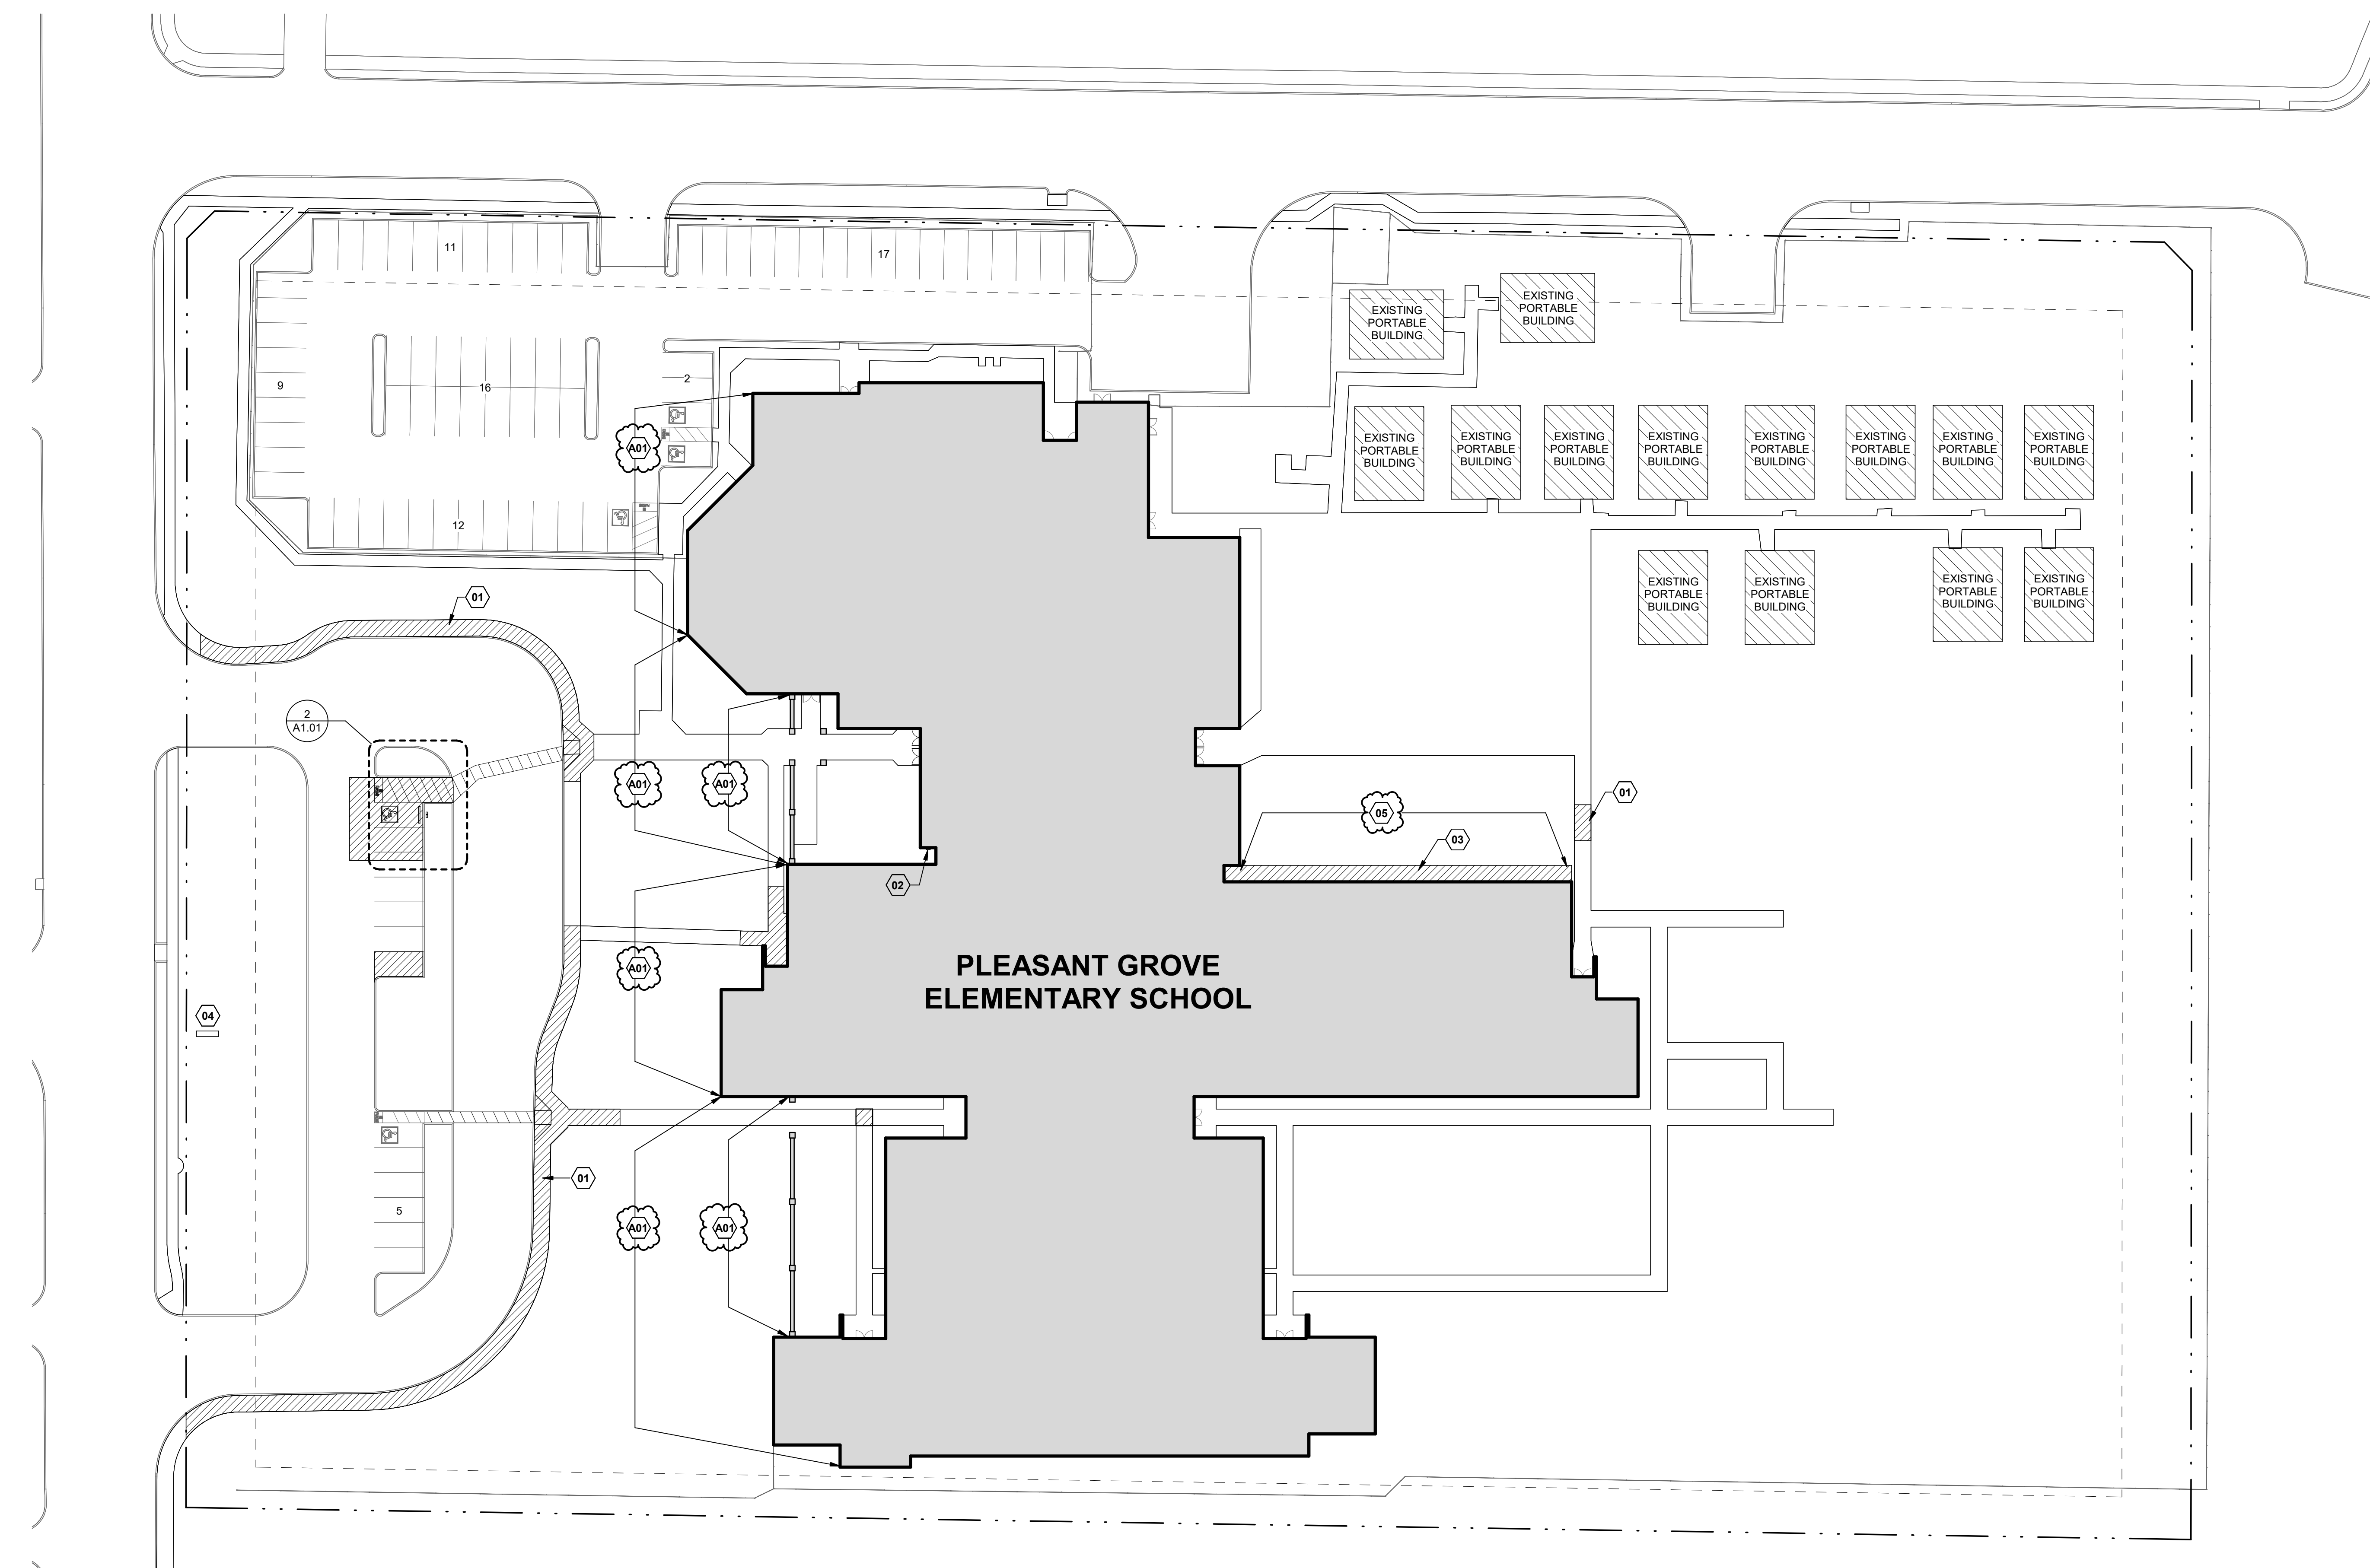 11
17
EXISTING
PORTABLE
BUILDING
EXISTING
PORTABLE
BUILDING
9
16
2
A01
EXISTING
PORTABLE
BUILDING
EXISTING
PORTABLE
BUILDING
EXISTING
PORTABLE
BUILDING
EXISTING
PORTABLE
BUILDING
EXISTING
PORTABLE
BUILDING
EXISTING
PORTABLE
BUILDING
EXISTING
PORTABLE
BUILDING
EXISTING
PORTABLE
BUILDING
12
01
EXISTING
PORTABLE
BUILDING
EXISTING
PORTABLE
BUILDING
EXISTING
PORTABLE
BUILDING
EXISTING
PORTABLE
BUILDING
2
A1.01
A01
A01
05
01
03
02
A01
PLEASANT GROVE
ELEMENTARY SCHOOL
04
01
5
A01
A01